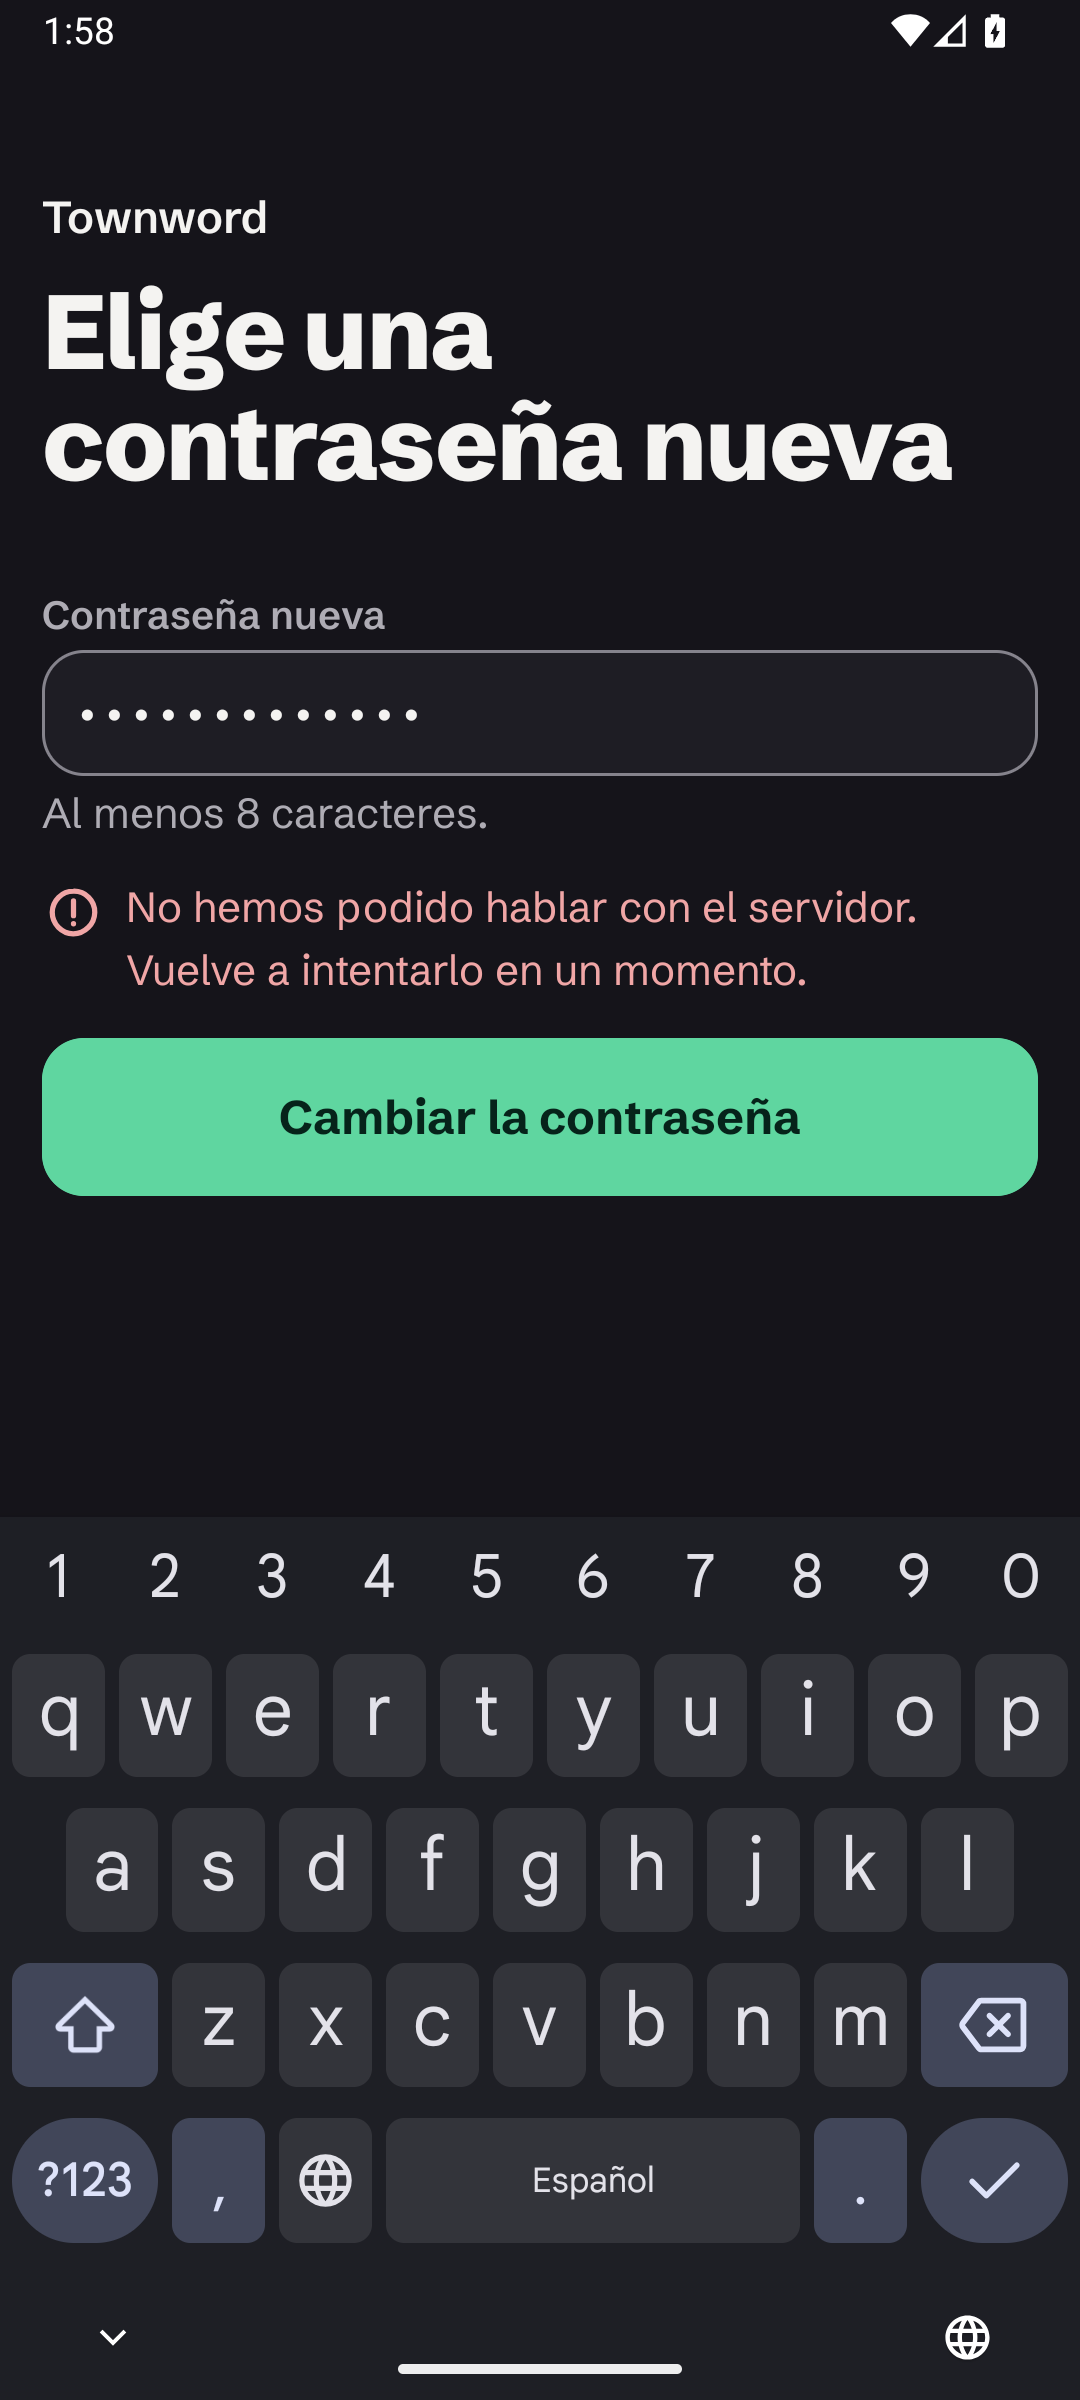 1:58
Townword
Elige una
contraseña nueva
Contraseña nueva
•••••••••••••
Al menos 8 caracteres.
No hemos podido hablar con el servidor.
Vuelve a intentarlo en un momento.
Cambiar la contraseña
1 2 3 4 5 6 7 8 9 0
q w e r t y u i o p
a s d f g h j k l
z x c v b n m
?123 , Español .